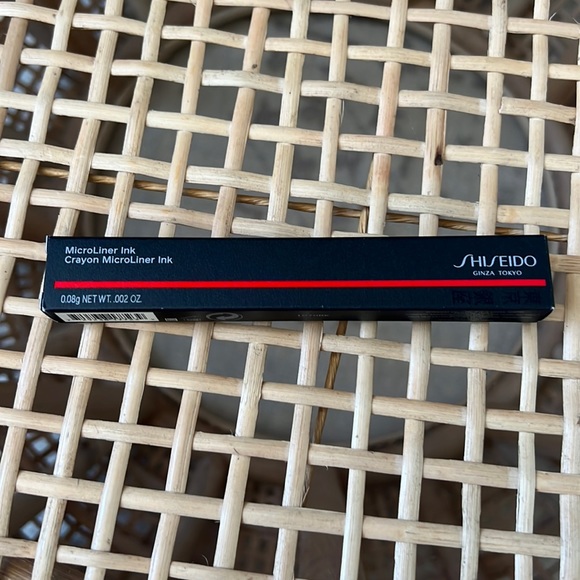 MicroLiner Ink
Crayon MicroLiner Ink
SHISEIDO
GINZA TOKYO
0.08g NET WT. .002 OZ.